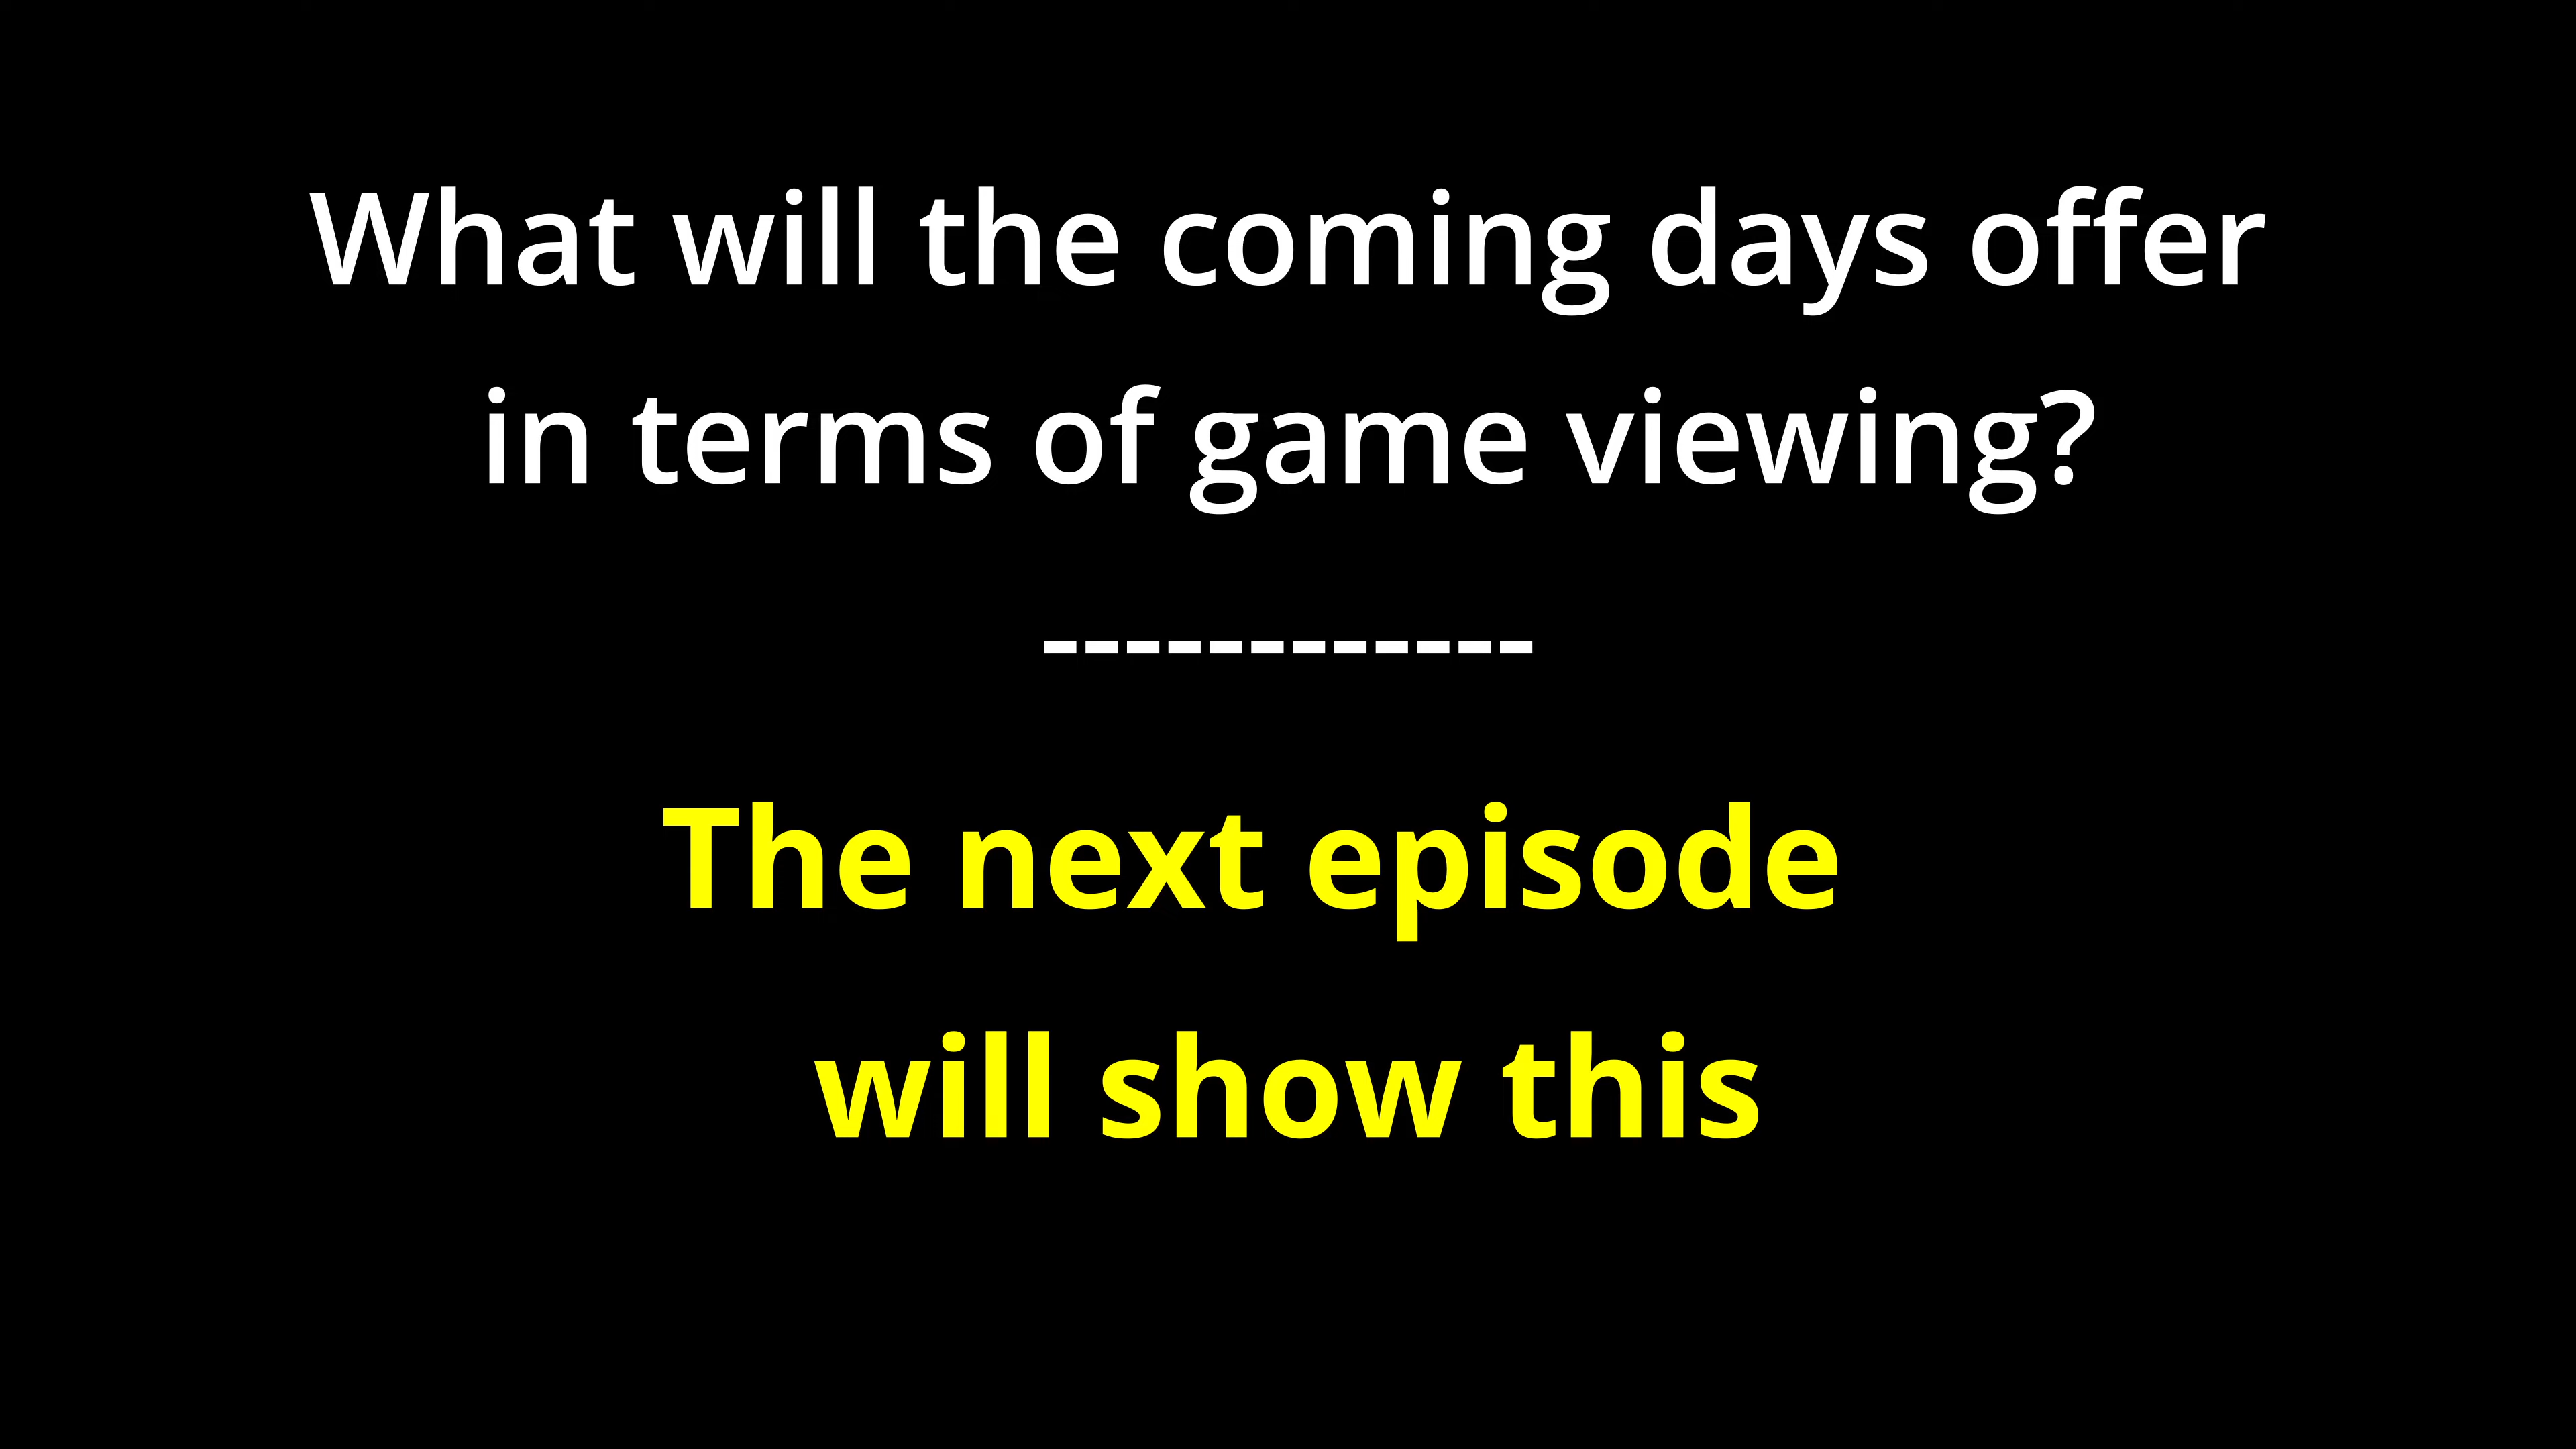 What will the coming days offer
in terms of game viewing?
------------
The next episode
will show this